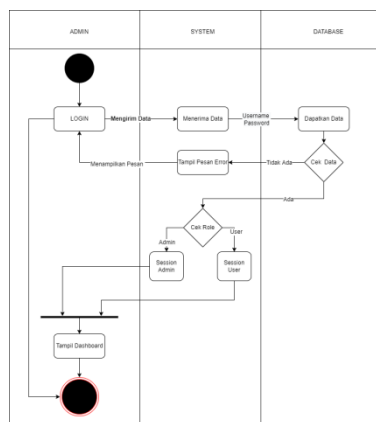 ADMIN
SYSTEM
DATABASE
LOGIN
Mengirim Data
Menerima Data
Username
Password
Dapatkan Data
Menampilkan Pesan
Tampil Pesan Error
Tidak Ada
Cek Data
Ada
Cek Role
Admin
User
Session
Admin
Session
User
Tampil Dashboard